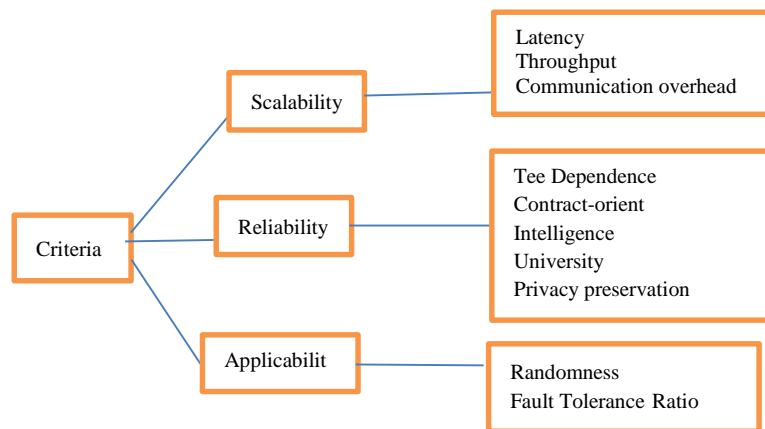 Criteria
Scalability
Latency
Throughput
Communication overhead
Reliability
Tee Dependence
Contract-orient
Intelligence
University
Privacy preservation
Applicabilit
Randomness
Fault Tolerance Ratio